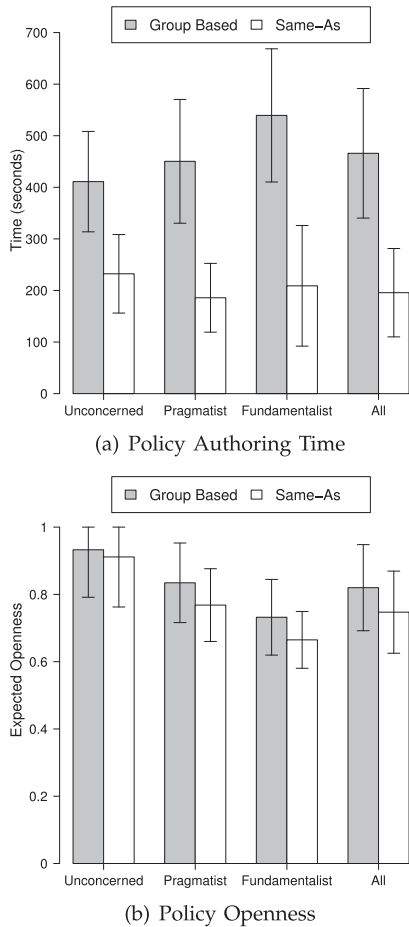 Group Based Same–As
700
600
500
400
300
200
100
0
Time (seconds)
Unconcerned Pragmatist Fundamentalist All
(a) Policy Authoring Time
Group Based Same–As
1
0.8
0.6
0.4
0.2
0
Expected Openness
Unconcerned Pragmatist Fundamentalist All
(b) Policy Openness